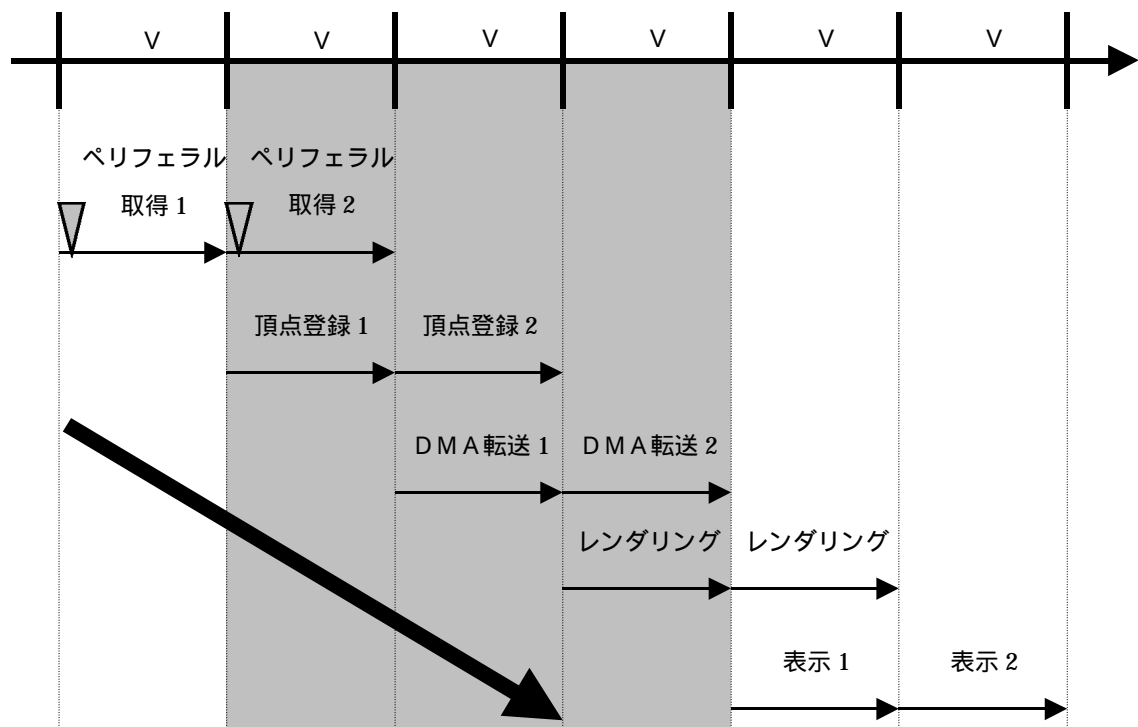 V V V V V V
ペリフェラル ペリフェラル
取得1 取得2
頂点登録1 頂点登録2
DMA転送1 DMA転送2
レンダリング レンダリング
表示1 表示2